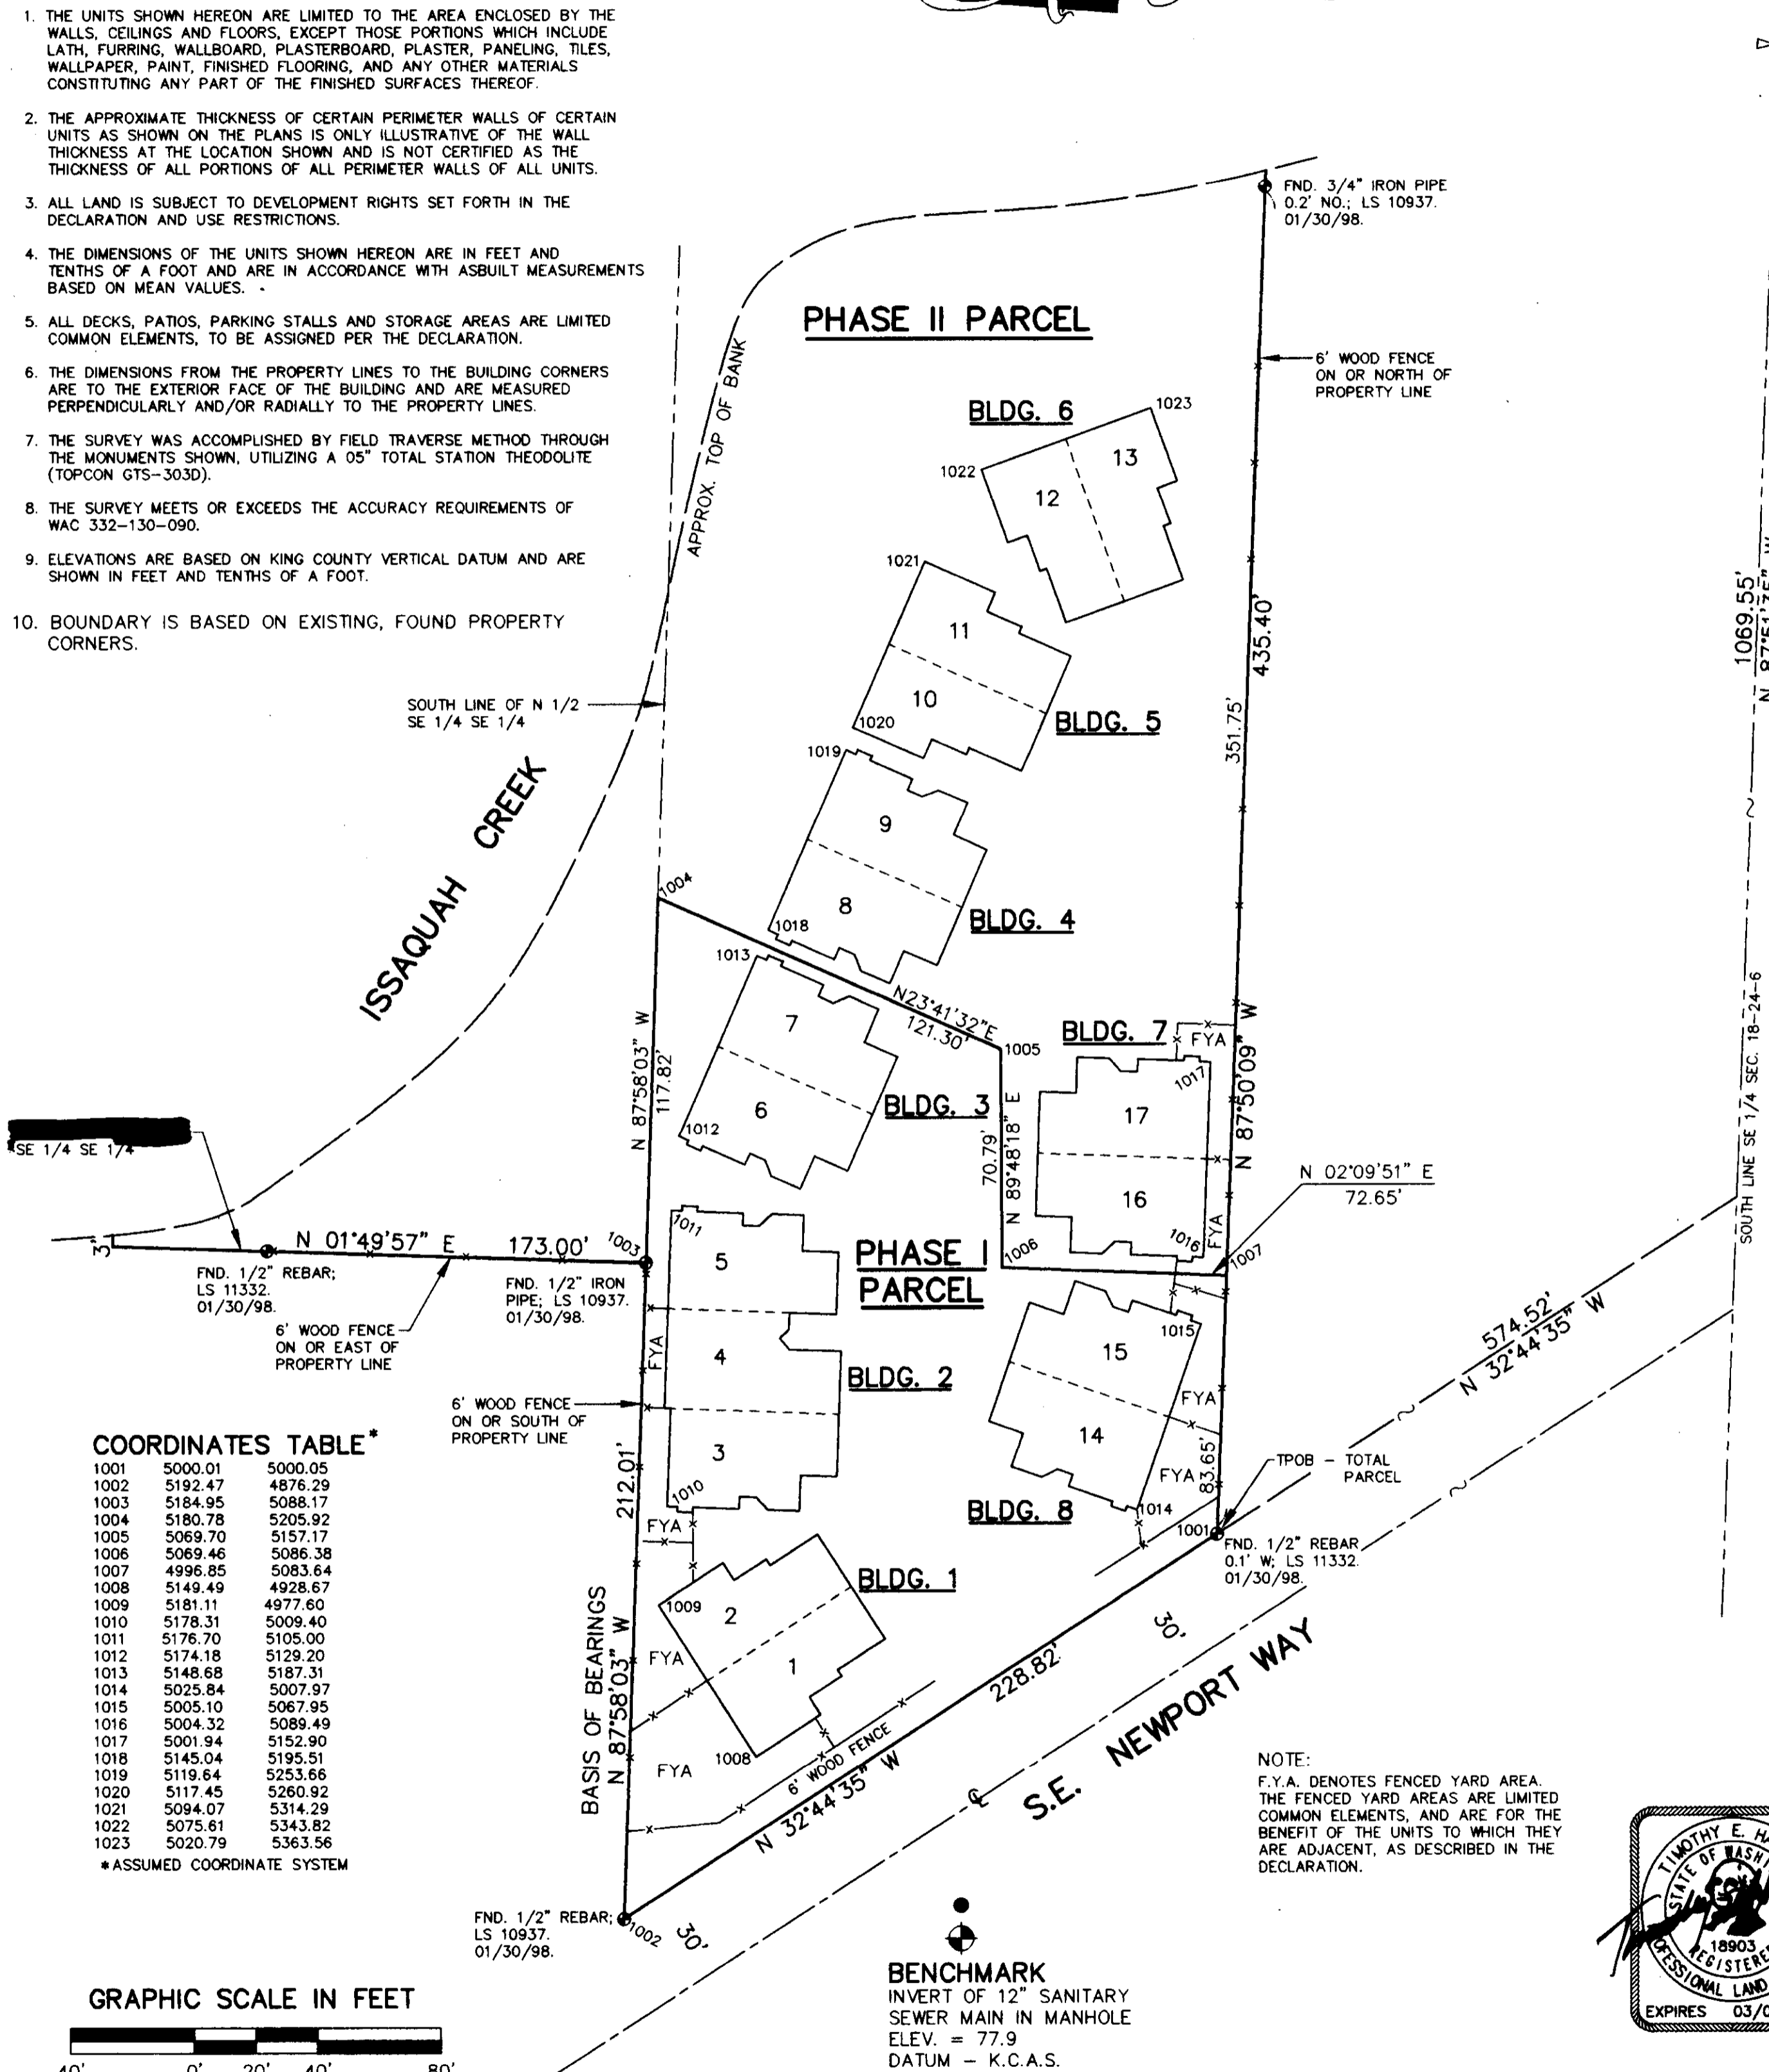 1. THE UNITS SHOWN HEREON ARE LIMITED TO THE AREA ENCLOSED BY THE
WALLS, CEILINGS AND FLOORS, EXCEPT THOSE PORTIONS WHICH INCLUDE
LATH, FURRING, WALLBOARD, PLASTERBOARD, PLASTER, PANELING, TILES,
WALLPAPER, PAINT, FINISHED FLOORING, AND ANY OTHER MATERIALS
CONSTITUTING ANY PART OF THE FINISHED SURFACES THEREOF.
2. THE APPROXIMATE THICKNESS OF CERTAIN PERIMETER WALLS OF CERTAIN
UNITS AS SHOWN ON THE PLANS IS ONLY ILLUSTRATIVE OF THE WALL
THICKNESS AT THE LOCATION SHOWN AND IS NOT CERTIFIED AS THE
THICKNESS OF ALL PORTIONS OF ALL PERIMETER WALLS OF ALL UNITS.
3. ALL LAND IS SUBJECT TO DEVELOPMENT RIGHTS SET FORTH IN THE
DECLARATION AND USE RESTRICTIONS.
4. THE DIMENSIONS OF THE UNITS SHOWN HEREON ARE IN FEET AND
TENTHS OF A FOOT AND ARE IN ACCORDANCE WITH ASBUILT MEASUREMENTS
BASED ON MEAN VALUES.
5. ALL DECKS, PATIOS, PARKING STALLS AND STORAGE AREAS ARE LIMITED
COMMON ELEMENTS, TO BE ASSIGNED PER THE DECLARATION.
6. THE DIMENSIONS FROM THE PROPERTY LINES TO THE BUILDING CORNERS
ARE TO THE EXTERIOR FACE OF THE BUILDING AND ARE MEASURED
PERPENDICULARLY AND/OR RADIALLY TO THE PROPERTY LINES.
7. THE SURVEY WAS ACCOMPLISHED BY FIELD TRAVERSE METHOD THROUGH
THE MONUMENTS SHOWN, UTILIZING A 05" TOTAL STATION THEODOLITE
(TOPCON GTS-303D).
8. THE SURVEY MEETS OR EXCEEDS THE ACCURACY REQUIREMENTS OF
WAC 332-130-090.
9. ELEVATIONS ARE BASED ON KING COUNTY VERTICAL DATUM AND ARE
SHOWN IN FEET AND TENTHS OF A FOOT.
10. BOUNDARY IS BASED ON EXISTING, FOUND PROPERTY
CORNERS.
FND. 3/4" IRON PIPE
0.2' NO.; LS 10937.
01/30/98.
PHASE II PARCEL
6' WOOD FENCE
ON OR NORTH OF
PROPERTY LINE
APPROX. TOP OF BANK
BLDG. 6
1023
1022
13
12
1021
11
10
1020
BLDG. 5
435.40'
351.75'
1069.55'
N 87°51'35" W
SOUTH LINE OF N 1/2
SE 1/4 SE 1/4
1019
9
8
1018
BLDG. 4
ISSAQUAH CREEK
1004
1013
N23°41'32"E
121.30'
1005
7
6
1012
BLDG. 3
N 87°58'03" W
117.82'
BLDG. 7
FYA
1017
17
16
1016
FYA
N 87°50'09" W
70.79'
N 89°48'18" E
1006
1007
N 02°09'51" E
72.65'
SOUTH LINE SE 1/4 SEC. 18-24-6
SE 1/4 SE 1/4
3'
N 01°49'57" E 173.00'
1003
FND. 1/2" REBAR;
LS 11332.
01/30/98.
FND. 1/2" IRON
PIPE; LS 10937.
01/30/98.
6' WOOD FENCE
ON OR EAST OF
PROPERTY LINE
PHASE I
PARCEL
1011
5
4
3
1010
FYA
BLDG. 2
6' WOOD FENCE
ON OR SOUTH OF
PROPERTY LINE
212.01'
1015
15
14
1014
FYA
FYA
83.65'
BLDG. 8
574.52'
N 32°44'35" W
TPOB - TOTAL
PARCEL
1001
FND. 1/2" REBAR
0.1' W; LS 11332.
01/30/98.
COORDINATES TABLE*
1001 5000.01 5000.05
1002 5192.47 4876.29
1003 5184.95 5088.17
1004 5180.78 5205.92
1005 5069.70 5157.17
1006 5069.46 5086.38
1007 4996.85 5083.64
1008 5149.49 4928.67
1009 5181.11 4977.60
1010 5178.31 5009.40
1011 5176.70 5105.00
1012 5174.18 5129.20
1013 5148.68 5187.31
1014 5025.84 5007.97
1015 5005.10 5067.95
1016 5004.32 5089.49
1017 5001.94 5152.90
1018 5145.04 5195.51
1019 5119.64 5253.66
1020 5117.45 5260.92
1021 5094.07 5314.29
1022 5075.61 5343.82
1023 5020.79 5363.56
*ASSUMED COORDINATE SYSTEM
FYA
BLDG. 1
1009
2
1
1008
FYA
FYA
BASIS OF BEARINGS
N 87°58'03" W
6' WOOD FENCE
228.82'
N 32°44'35" W
30'
S.E. NEWPORT WAY
FND. 1/2" REBAR;
LS 10937.
01/30/98.
1002
30'
NOTE:
F.Y.A. DENOTES FENCED YARD AREA.
THE FENCED YARD AREAS ARE LIMITED
COMMON ELEMENTS, AND ARE FOR THE
BENEFIT OF THE UNITS TO WHICH THEY
ARE ADJACENT, AS DESCRIBED IN THE
DECLARATION.
BENCHMARK
INVERT OF 12" SANITARY
SEWER MAIN IN MANHOLE
ELEV. = 77.9
DATUM - K.C.A.S.
GRAPHIC SCALE IN FEET
40' 0' 20' 40' 80'
TIMOTHY E.
STATE OF WASH
18903
REGISTERE
OFESSIONAL LAND
EXPIRES 03/0